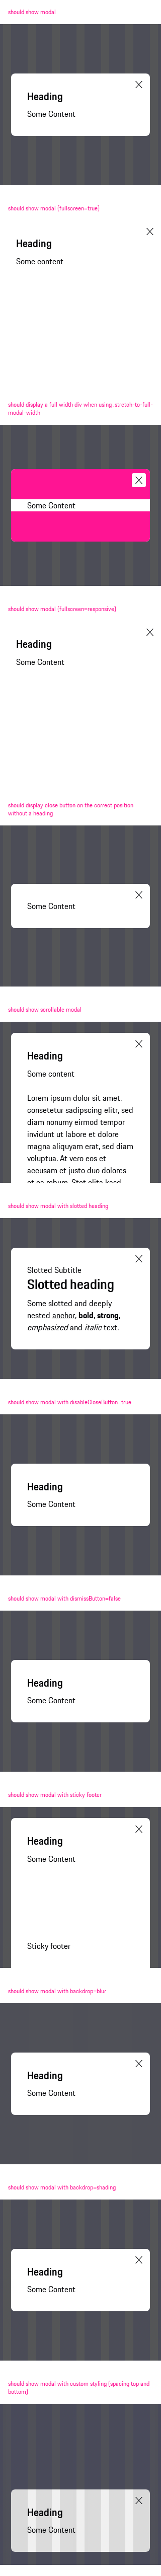 should show modal
Heading
Some Content
should show modal [fullscreen=true]
Heading
Some content
should display a full width div when using .stretch-to-full-
modal-width
Some Content
should show modal [fullscreen=responsive]
Heading
Some Content
should display close button on the correct position
without a heading
Some Content
should show scrollable modal
Heading
Some content
Lorem ipsum dolor sit amet,
consetetur sadipscing elitr, sed
diam nonumy eirmod tempor
invidunt ut labore et dolore
magna aliquyam erat, sed diam
voluptua. At vero eos et
accusam et justo duo dolores
et ea rebum. Stet clita kasd
should show modal with slotted heading
Slotted Subtitle
Slotted heading
Some slotted and deeply
nested anchor, bold, strong,
emphasized and italic text.
should show modal with disableCloseButton=true
Heading
Some Content
should show modal with dismissButton=false
Heading
Some Content
should show modal with sticky footer
Heading
Some Content
Sticky footer
should show modal with backdrop=blur
Heading
Some Content
should show modal with backdrop=shading
Heading
Some Content
should show modal with custom styling (spacing top and
bottom)
Heading
Some Content